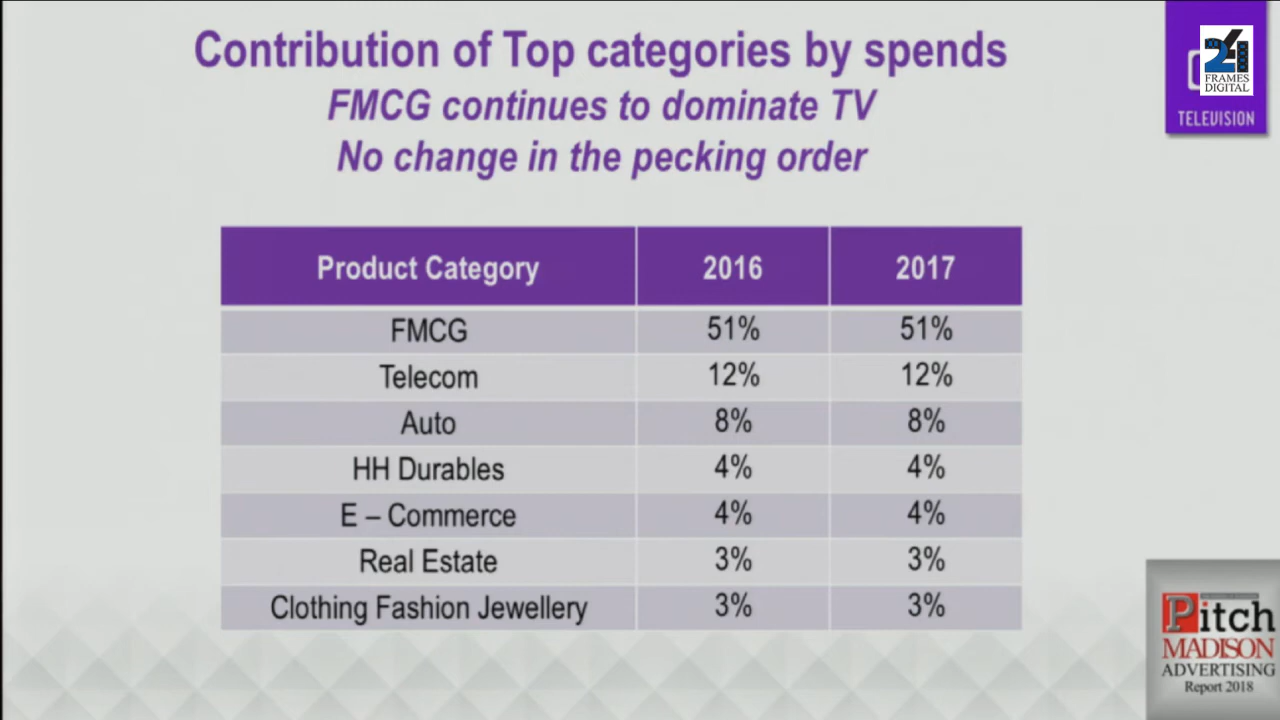 Contribution of Top categories by spends
FMCG continues to dominate TV
No change in the pecking order
24
FRAMES
DIGITAL
TELEVISION
Product Category 2016 2017
FMCG 51% 51%
Telecom 12% 12%
Auto 8% 8%
HH Durables 4% 4%
E – Commerce 4% 4%
Real Estate 3% 3%
Clothing Fashion Jewellery 3% 3%
Pitch
MADISON
ADVERTISING
Report 2018